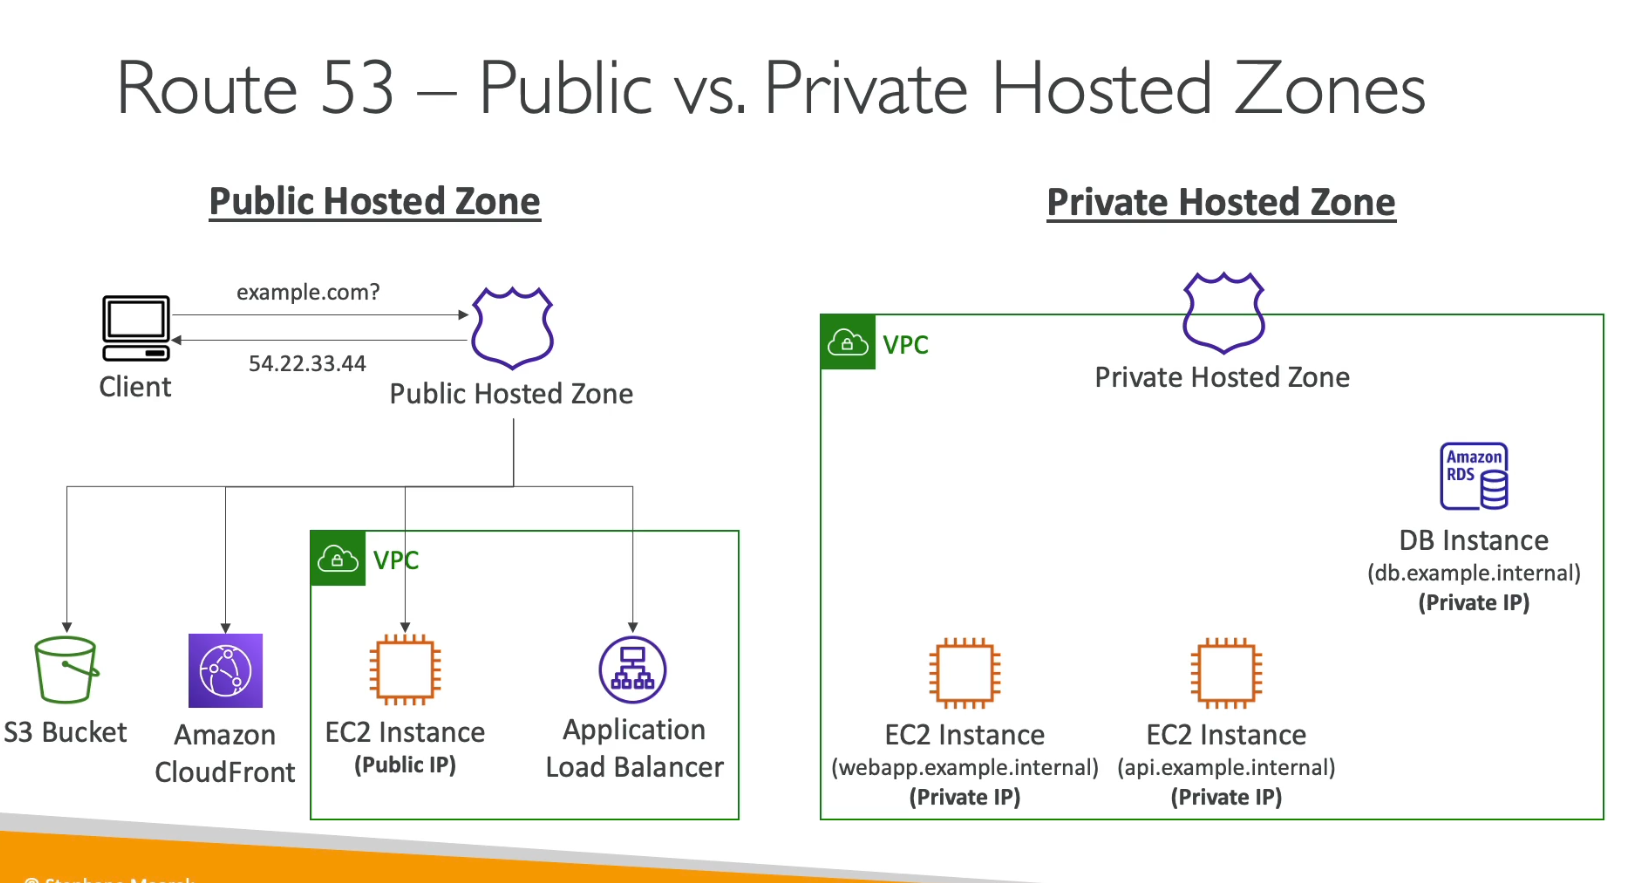 Route 53 – Public vs. Private Hosted Zones
Public Hosted Zone
example.com?
54.22.33.44
Client
Public Hosted Zone
VPC
S3 Bucket
Amazon
CloudFront
EC2 Instance
(Public IP)
Application
Load Balancer
Private Hosted Zone
VPC
Private Hosted Zone
Amazon
RDS
DB Instance
(db.example.internal)
(Private IP)
EC2 Instance
(webapp.example.internal)
(Private IP)
EC2 Instance
(api.example.internal)
(Private IP)